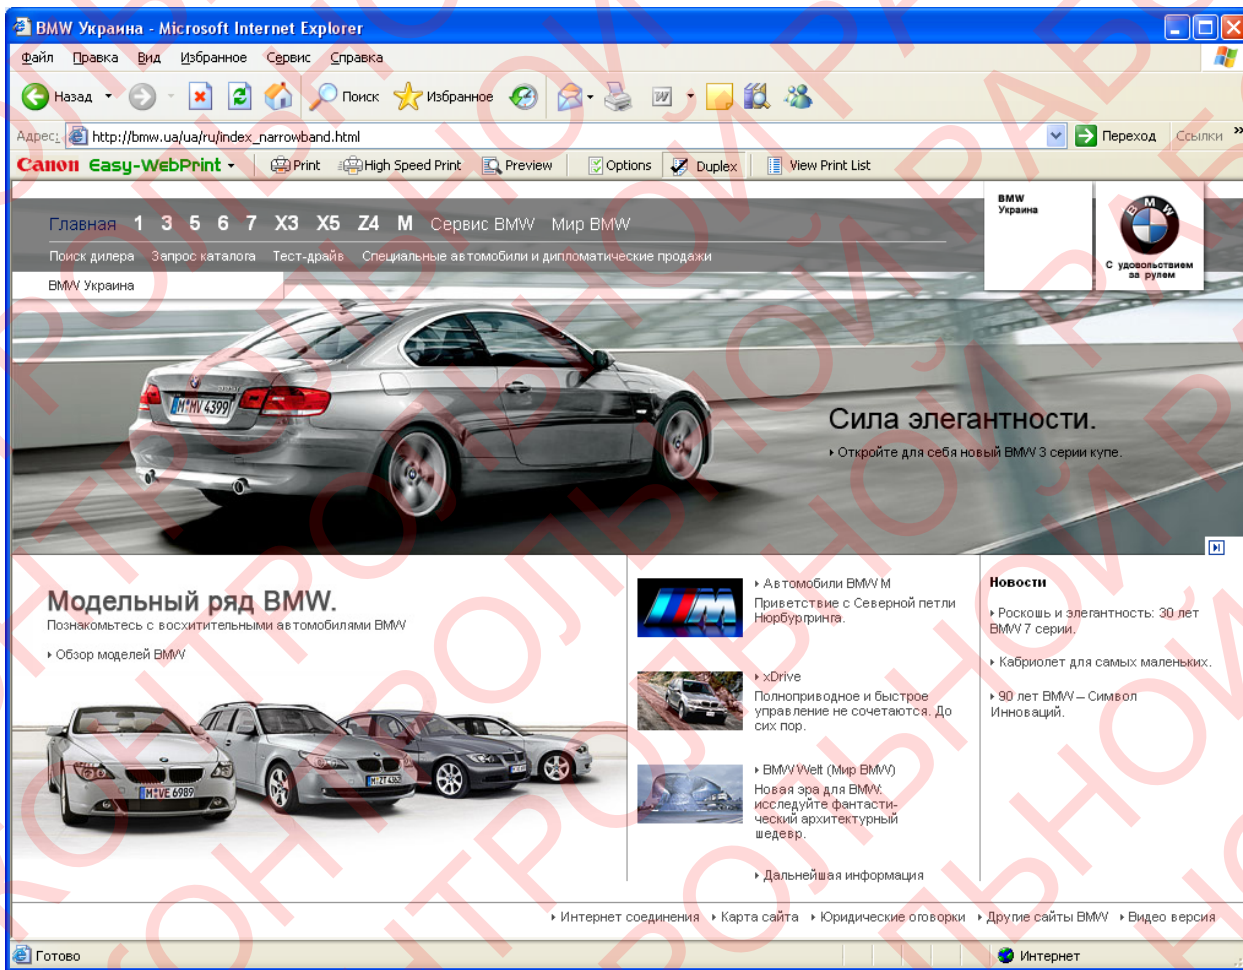 BMW Украина - Microsoft Internet Explorer
Файл Правка Вид Избранное Сервис Справка
Назад Поиск Избранное
Адрес: http://bmw.ua/ua/ru/index_narrowband.html Переход Ссылки »
Canon Easy-WebPrint Print High Speed Print Preview Options Duplex View Print List
Главная 1 3 5 6 7 X3 X5 Z4 M Сервис BMW Мир BMW
Поиск дилера Запрос каталога Тест-драйв Специальные автомобили и дипломатические продажи
BMW Украина
BMW
Украина
BMW
С удовольствием
за рулем
M MV 4399
Сила элегантности.
Откройте для себя новый BMW 3 серии купе.
Модельный ряд BMW.
Познакомьтесь с восхитительными автомобилями BMW
Обзор моделей BMW
M VE 6989
M
Автомобили BMW M
Приветствие с Северной петли
Нюрбургринга.
xDrive
Полноприводное и быстрое
управление не сочетаются. До
сих пор.
BMW Welt (Мир BMW)
Новая эра для BMW:
исследуйте фантасти-
ческий архитектурный
шедевр.
Дальнейшая информация
Новости
Роскошь и элегантность: 30 лет
BMW 7 серии.
Кабриолет для самых маленьких.
90 лет BMW – Символ
Инноваций.
Интернет соединения Карта сайта Юридические оговорки Другие сайты BMW Видео версия
Готово Интернет
КОНТРОЛЬНОЙ РАБОТ